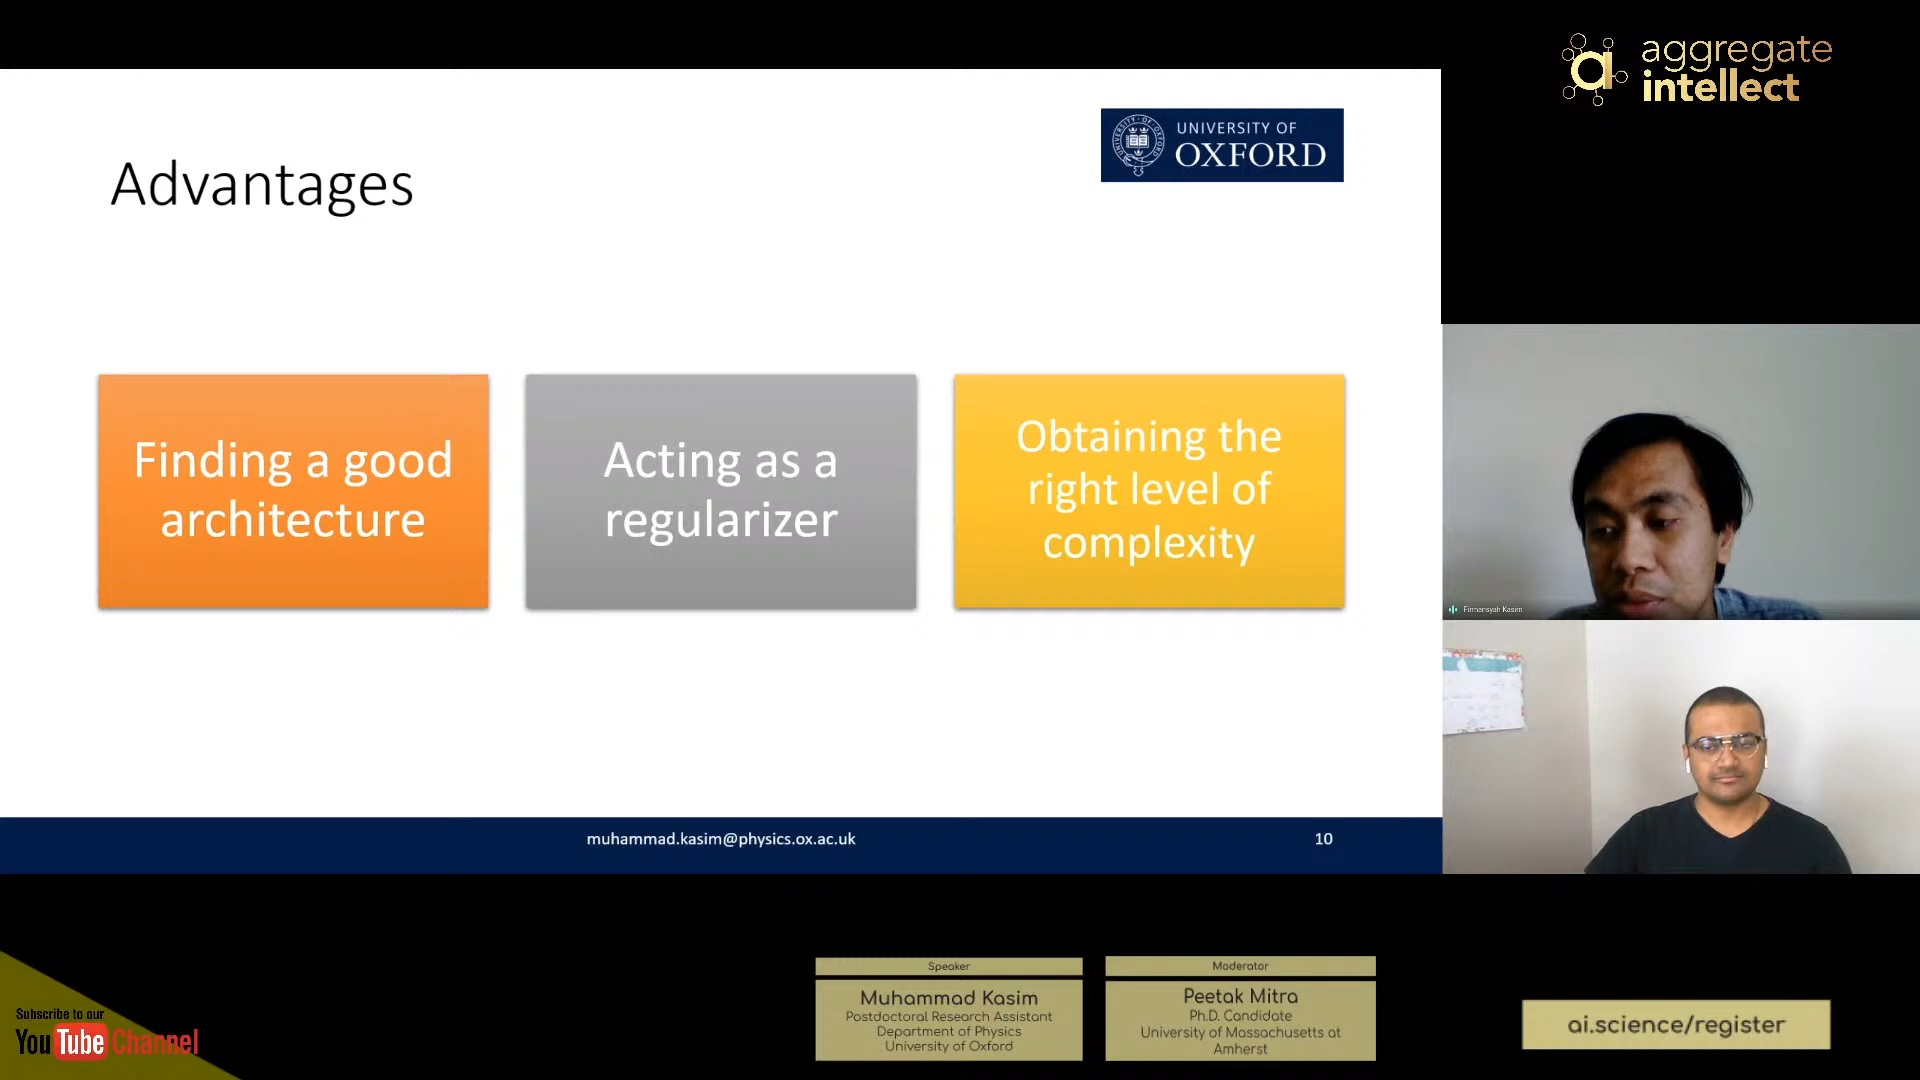 aggregate
intellect
UNIVERSITY OF
OXFORD
Advantages
Finding a good
architecture
Acting as a
regularizer
Obtaining the
right level of
complexity
Firmansyah Kasim
muhammad.kasim@physics.ox.ac.uk
10
Speaker
Muhammad Kasim
Postdoctoral Research Assistant
Department of Physics
University of Oxford
Moderator
Peetak Mitra
Ph.D. Candidate
University of Massachusetts at
Amherst
Subscribe to our
YouTube Channel
ai.science/register